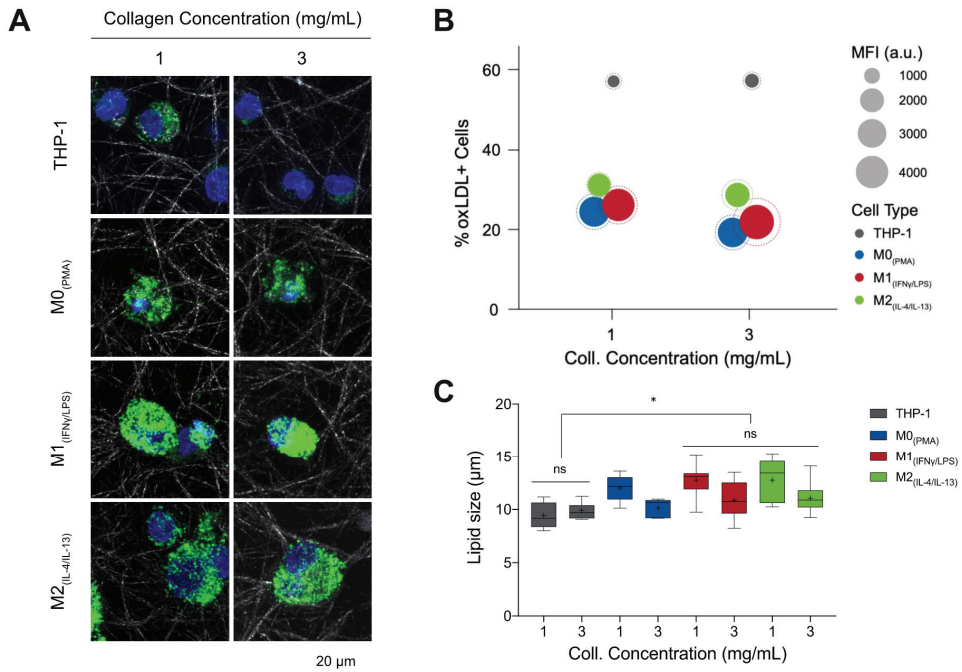 A
Collagen Concentration (mg/mL)
1 3
THP-1
M0(PMA)
M1(IFNγ/LPS)
M2(IL-4/IL-13)
20 µm
B
% oxLDL+ Cells
60
40
20
0
1 3
Coll. Concentration (mg/mL)
MFI (a.u.)
1000
2000
3000
4000
Cell Type
THP-1
M0(PMA)
M1(IFNγ/LPS)
M2(IL-4/IL-13)
C
Lipid size (µm)
20
15
10
5
0
*
ns
ns
1 3 1 3 1 3 1 3
Coll. Concentration (mg/mL)
THP-1
M0(PMA)
M1(IFNγ/LPS)
M2(IL-4/IL-13)